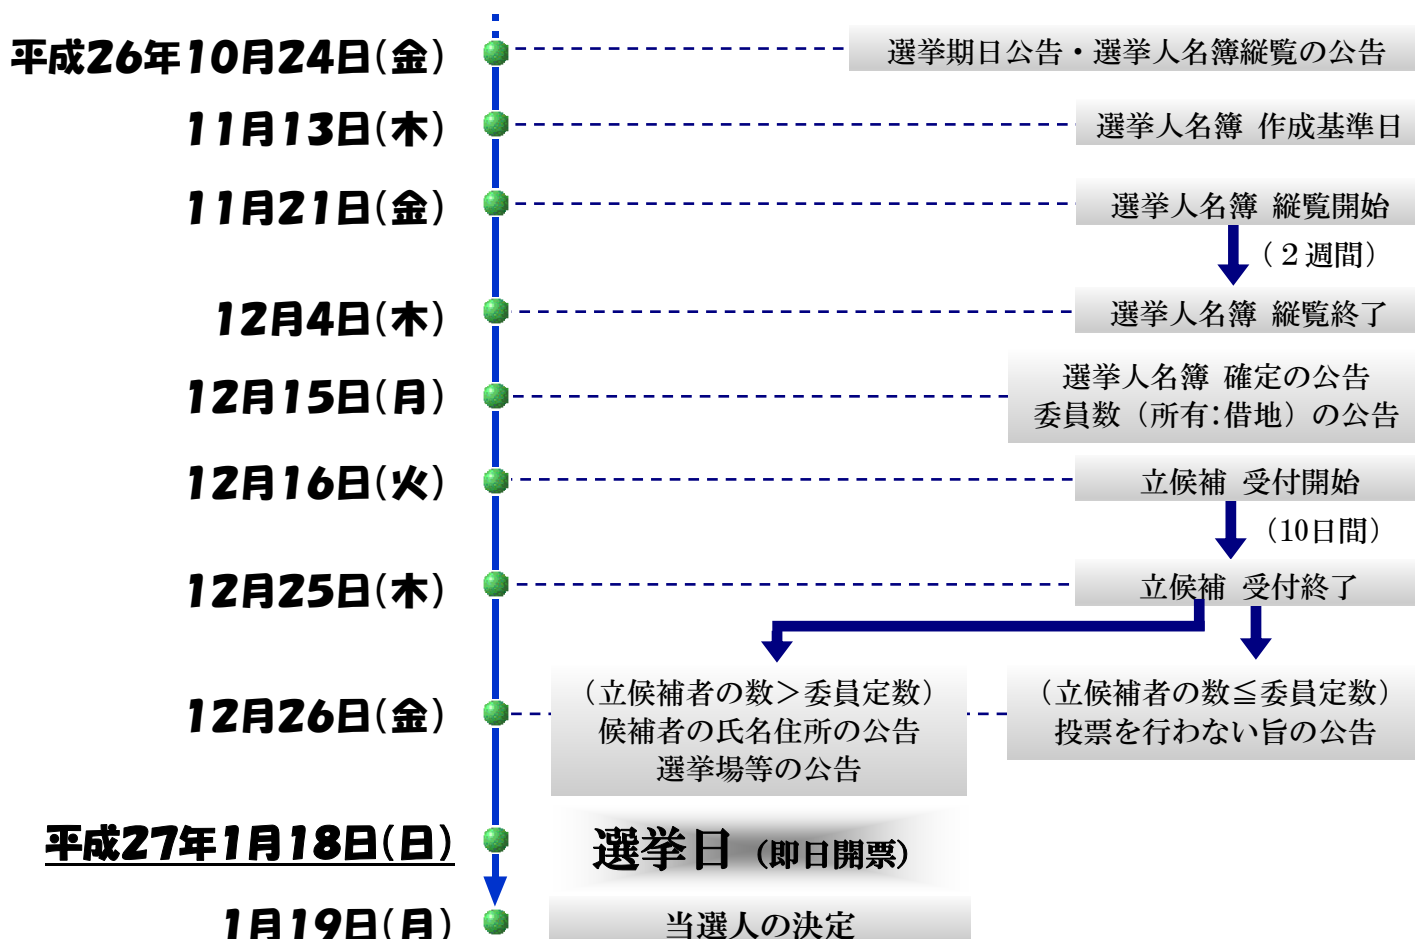 平成26年10月24日(金)
選挙期日公告・選挙人名簿縦覧の公告
11月13日(木)
選挙人名簿 作成基準日
11月21日(金)
選挙人名簿 縦覧開始
(２週間)
12月4日(木)
選挙人名簿 縦覧終了
12月15日(月)
選挙人名簿 確定の公告
委員数（所有:借地）の公告
12月16日(火)
立候補 受付開始
(10日間)
12月25日(木)
立候補 受付終了
12月26日(金)
(立候補者の数＞委員定数)
候補者の氏名住所の公告
選挙場等の公告
(立候補者の数≦委員定数)
投票を行わない旨の公告
平成27年1月18日(日)
選挙日 (即日開票)
1月19日(月)
当選人の決定